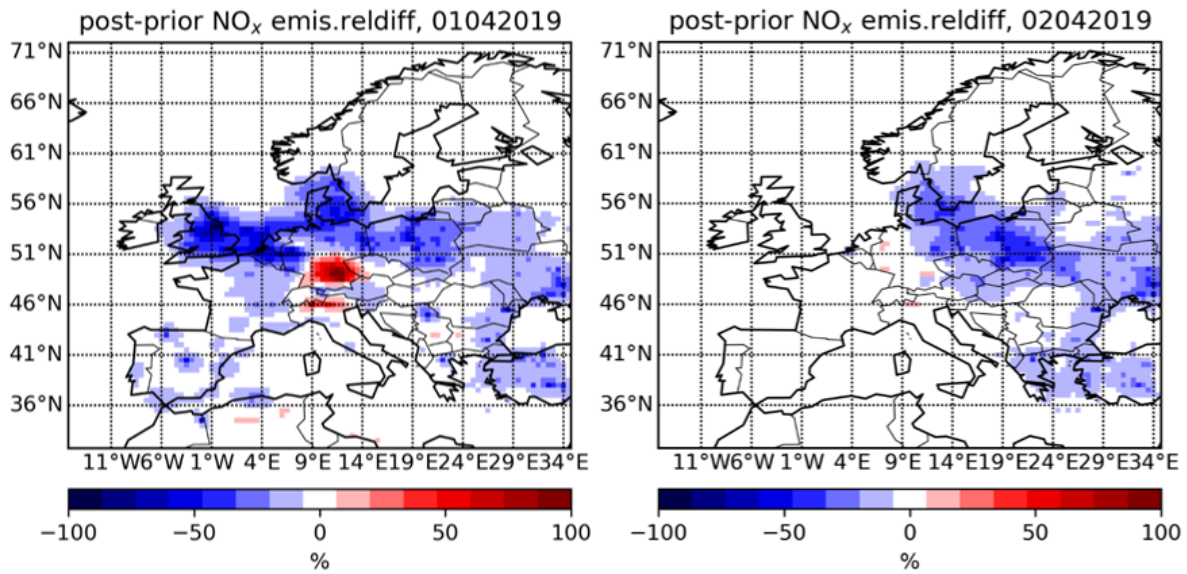 post-prior NOₓ emis.reldiff, 01042019
71°N
66°N
61°N
56°N
51°N
46°N
41°N
36°N
11°W6°W 1°W 4°E 9°E 14°E19°E24°E29°E34°E
−100 −50 0 50 100
%
post-prior NOₓ emis.reldiff, 02042019
71°N
66°N
61°N
56°N
51°N
46°N
41°N
36°N
11°W6°W 1°W 4°E 9°E 14°E19°E24°E29°E34°E
−100 −50 0 50 100
%